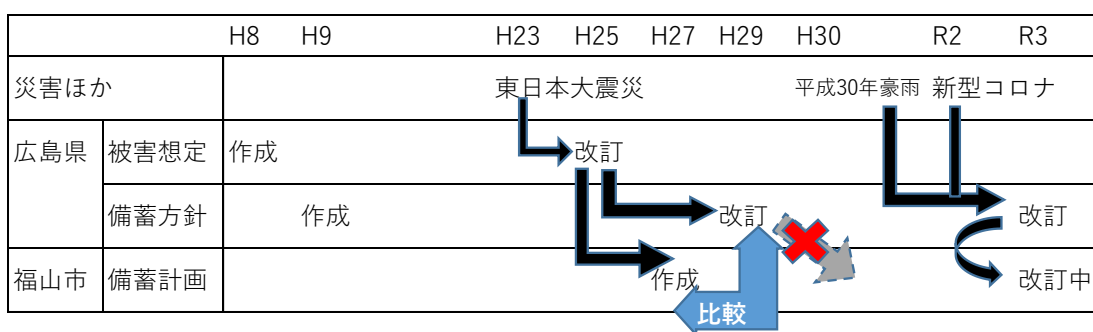 H8 H9 H23 H25 H27 H29 H30 R2 R3
災害ほか 東日本大震災 平成30年豪雨 新型コロナ
広島県 被害想定 作成 改訂
備蓄方針 作成 改訂 改訂
福山市 備蓄計画 作成 改訂中
比較